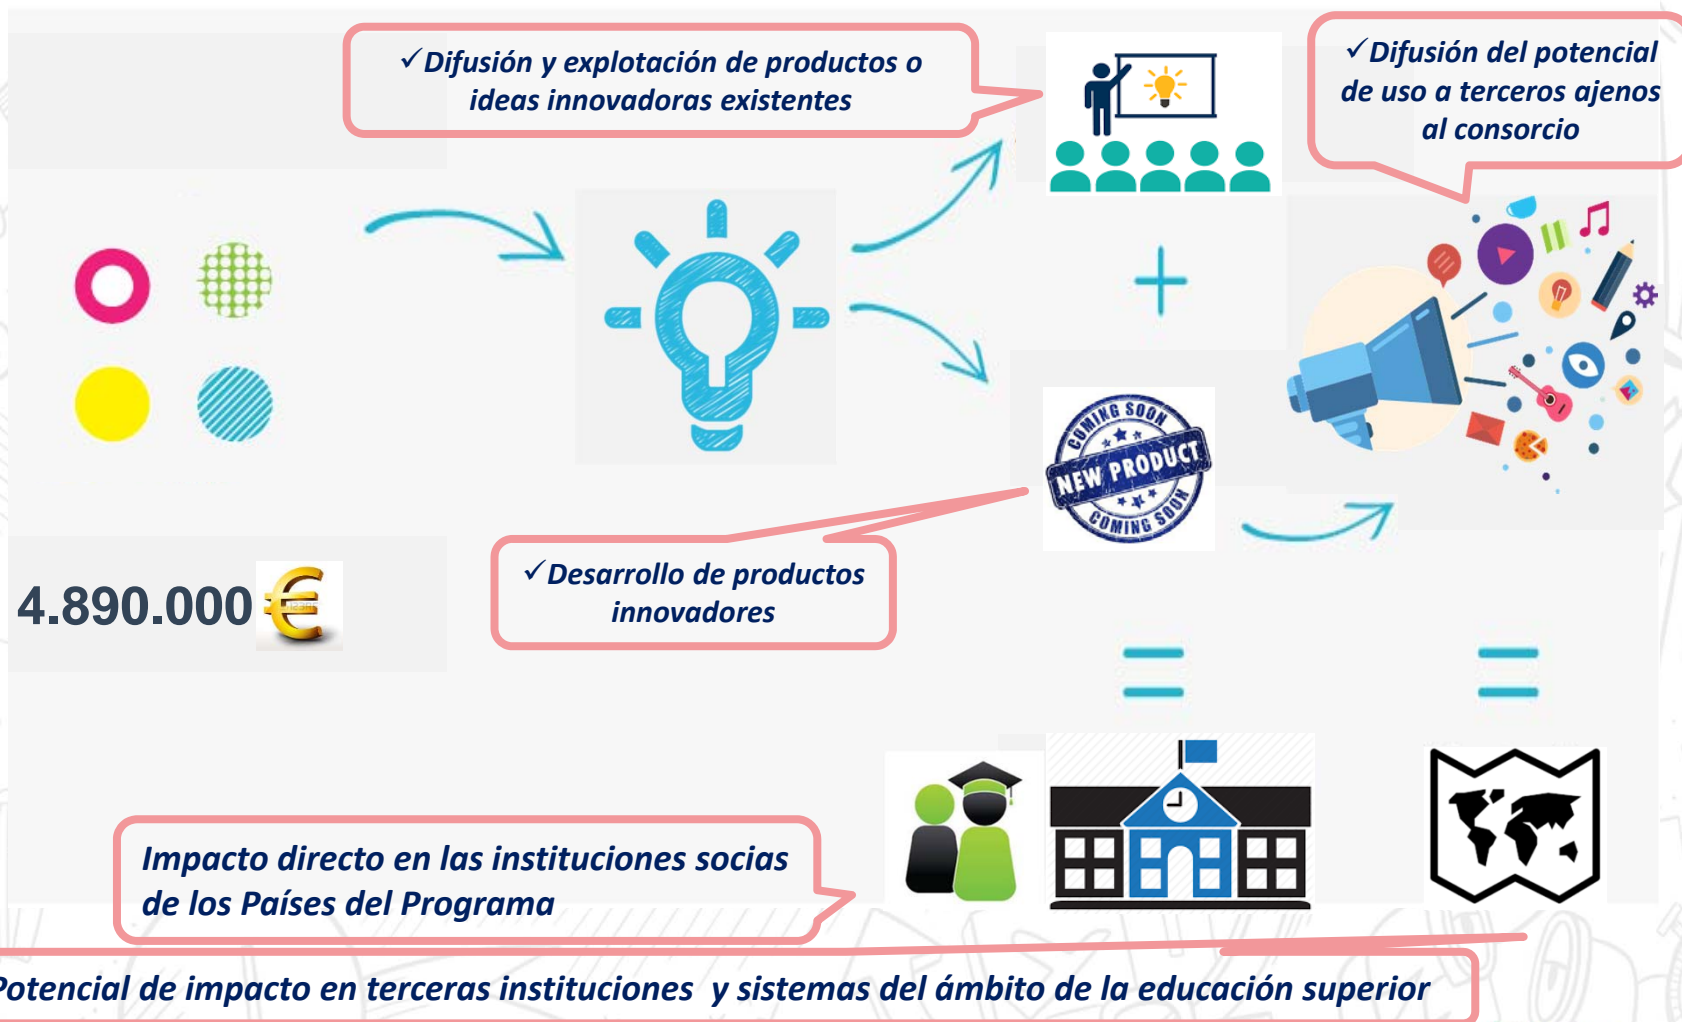 ✓Difusión y explotación de productos o
ideas innovadoras existentes
✓Difusión del potencial
de uso a terceros ajenos
al consorcio
COMING SOON
NEW PRODUCT
COMING SOON
4.890.000 €
✓Desarrollo de productos
innovadores
Impacto directo en las instituciones socias
de los Países del Programa
Potencial de impacto en terceras instituciones y sistemas del ámbito de la educación superior